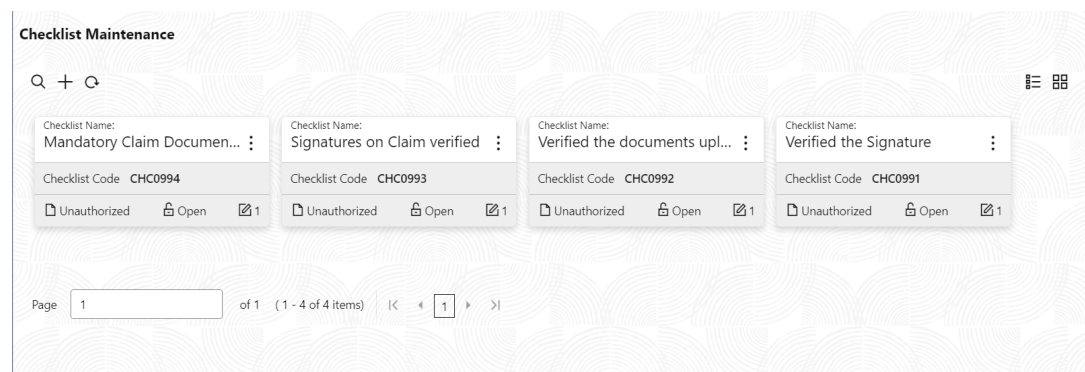 Checklist Maintenance
Checklist Name:
Mandatory Claim Documen...
Checklist Code CHC0994
Unauthorized Open 1
Checklist Name:
Signatures on Claim verified
Checklist Code CHC0993
Unauthorized Open 1
Checklist Name:
Verified the documents upl...
Checklist Code CHC0992
Unauthorized Open 1
Checklist Name:
Verified the Signature
Checklist Code CHC0991
Unauthorized Open 1
Page 1 of 1 ( 1 - 4 of 4 items) 1